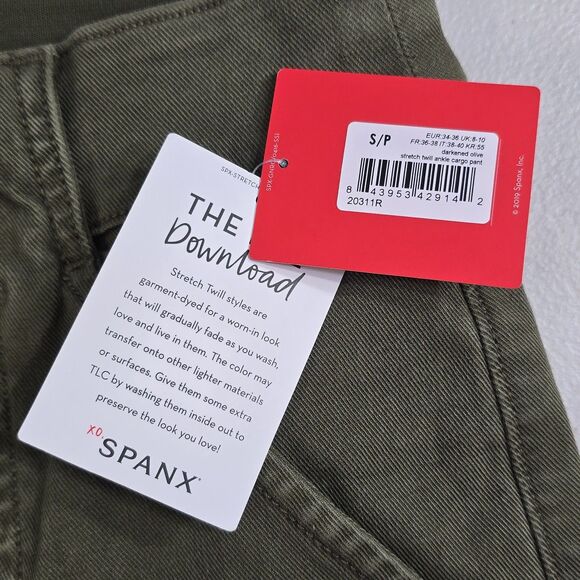 SPX-STRETCH
THE
Download
Stretch Twill styles are
garment-dyed for a worn-in look
that will gradually fade as you wash,
love and live in them. The color may
transfer onto other lighter materials
or surfaces. Give them some extra
TLC by washing them inside out to
preserve the look you love!
XO
SPANX®
S/P
EUR:34-36 UK:8-10
FR:36-38 IT:38-40 KR:55
darkened olive
stretch twill ankle cargo pant
8 43953 42914 2
20311R
© 2019 Spanx, Inc.